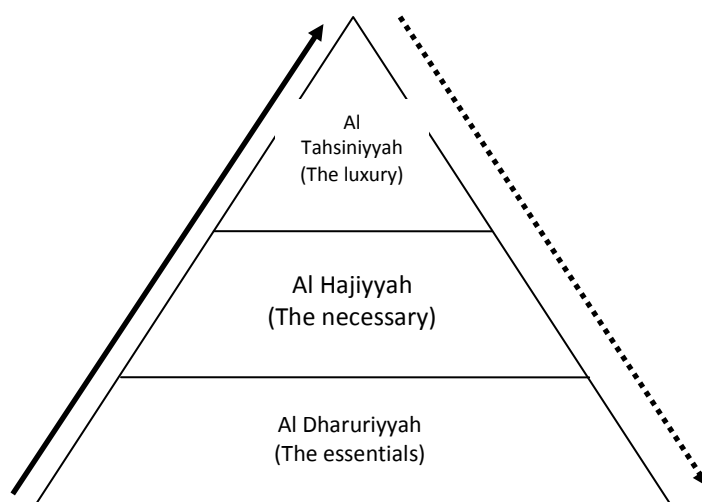 Al
Tahsiniyyah
(The luxury)
Al Hajiyyah
(The necessary)
Al Dharuriyyah
(The essentials)